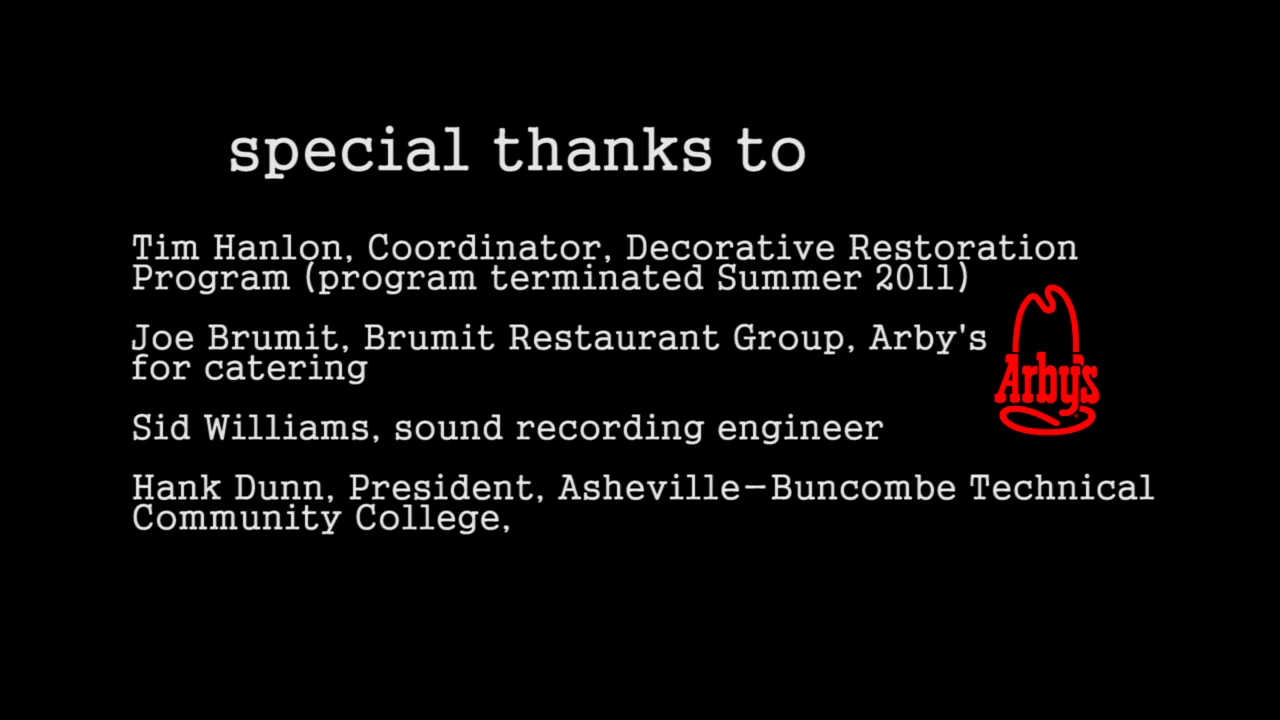 special thanks to
Tim Hanlon, Coordinator, Decorative Restoration
Program (program terminated Summer 2011)
Joe Brumit, Brumit Restaurant Group, Arby's
for catering
Arby's
Sid Williams, sound recording engineer
Hank Dunn, President, Asheville-Buncombe Technical
Community College,